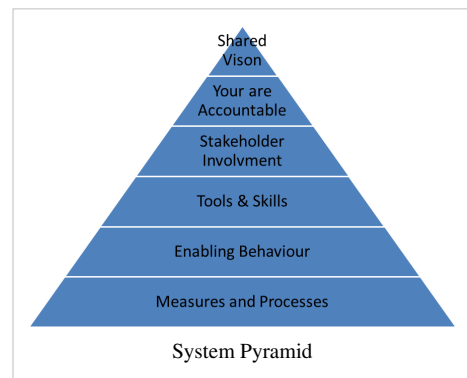 Shared
Vison
Your are
Accountable
Stakeholder
Involvment
Tools & Skills
Enabling Behaviour
Measures and Processes
System Pyramid